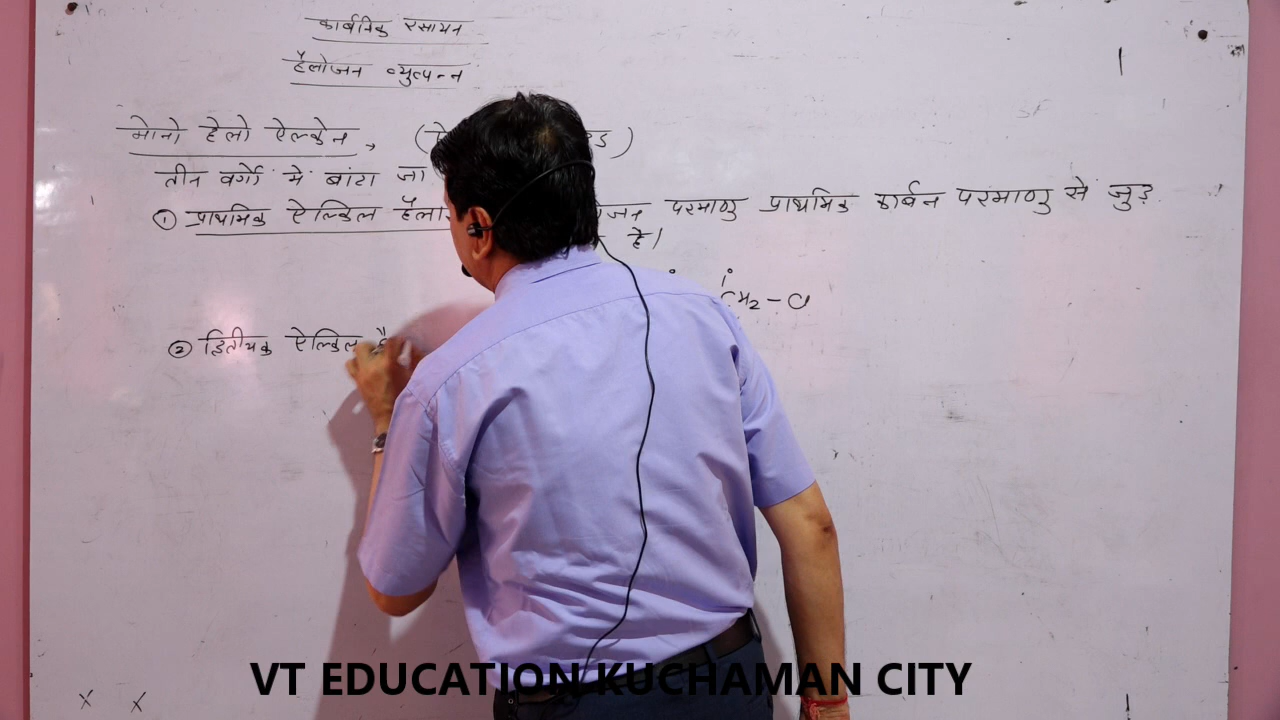 कार्बनिक रसायन
हैलोजन व्युत्पन्न
मोनो हेलो ऐल्केन,
तीन वर्गों में बांटा जा
① प्राथमिक ऐल्किल परमाणु प्राथमिक कार्बन परमाणु से जुड़
है।
CH₂ - Cl
② द्वितीयक ऐल्किल
VT EDUCATION KUCHAMAN CITY